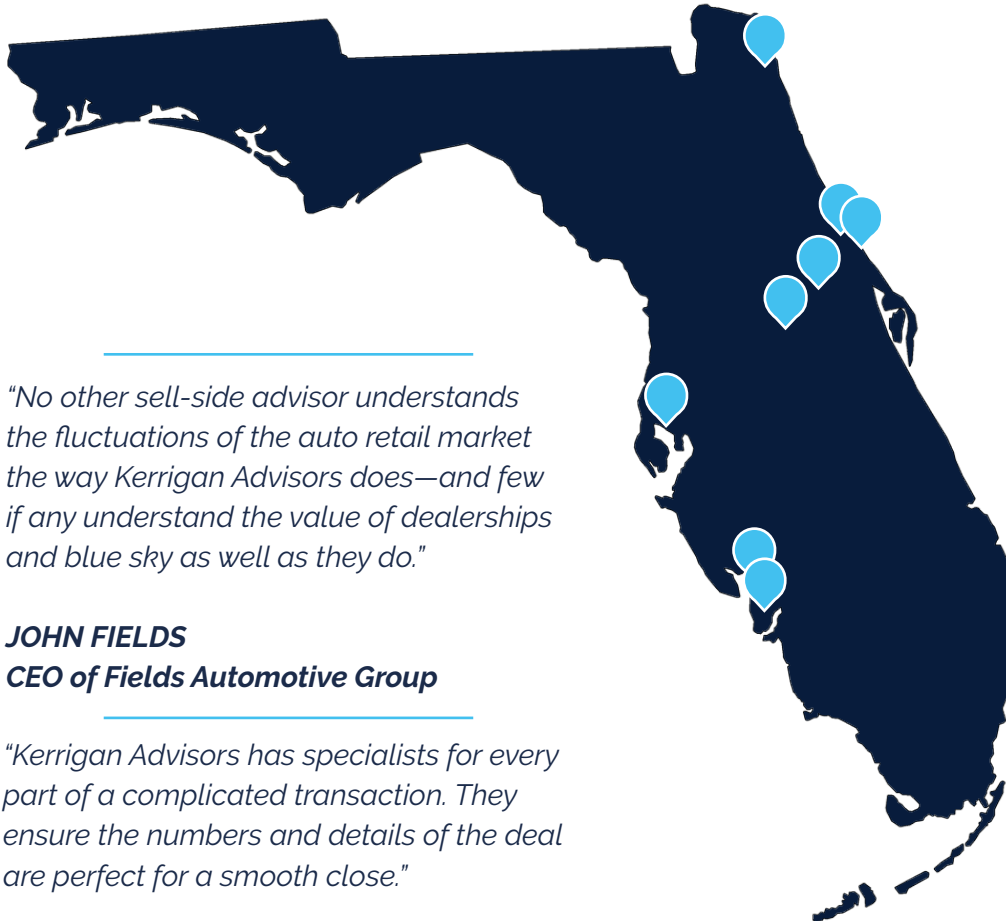 “No other sell-side advisor understands
the fluctuations of the auto retail market
the way Kerrigan Advisors does—and few
if any understand the value of dealerships
and blue sky as well as they do.”
JOHN FIELDS
CEO of Fields Automotive Group
“Kerrigan Advisors has specialists for every
part of a complicated transaction. They
ensure the numbers and details of the deal
are perfect for a smooth close.”